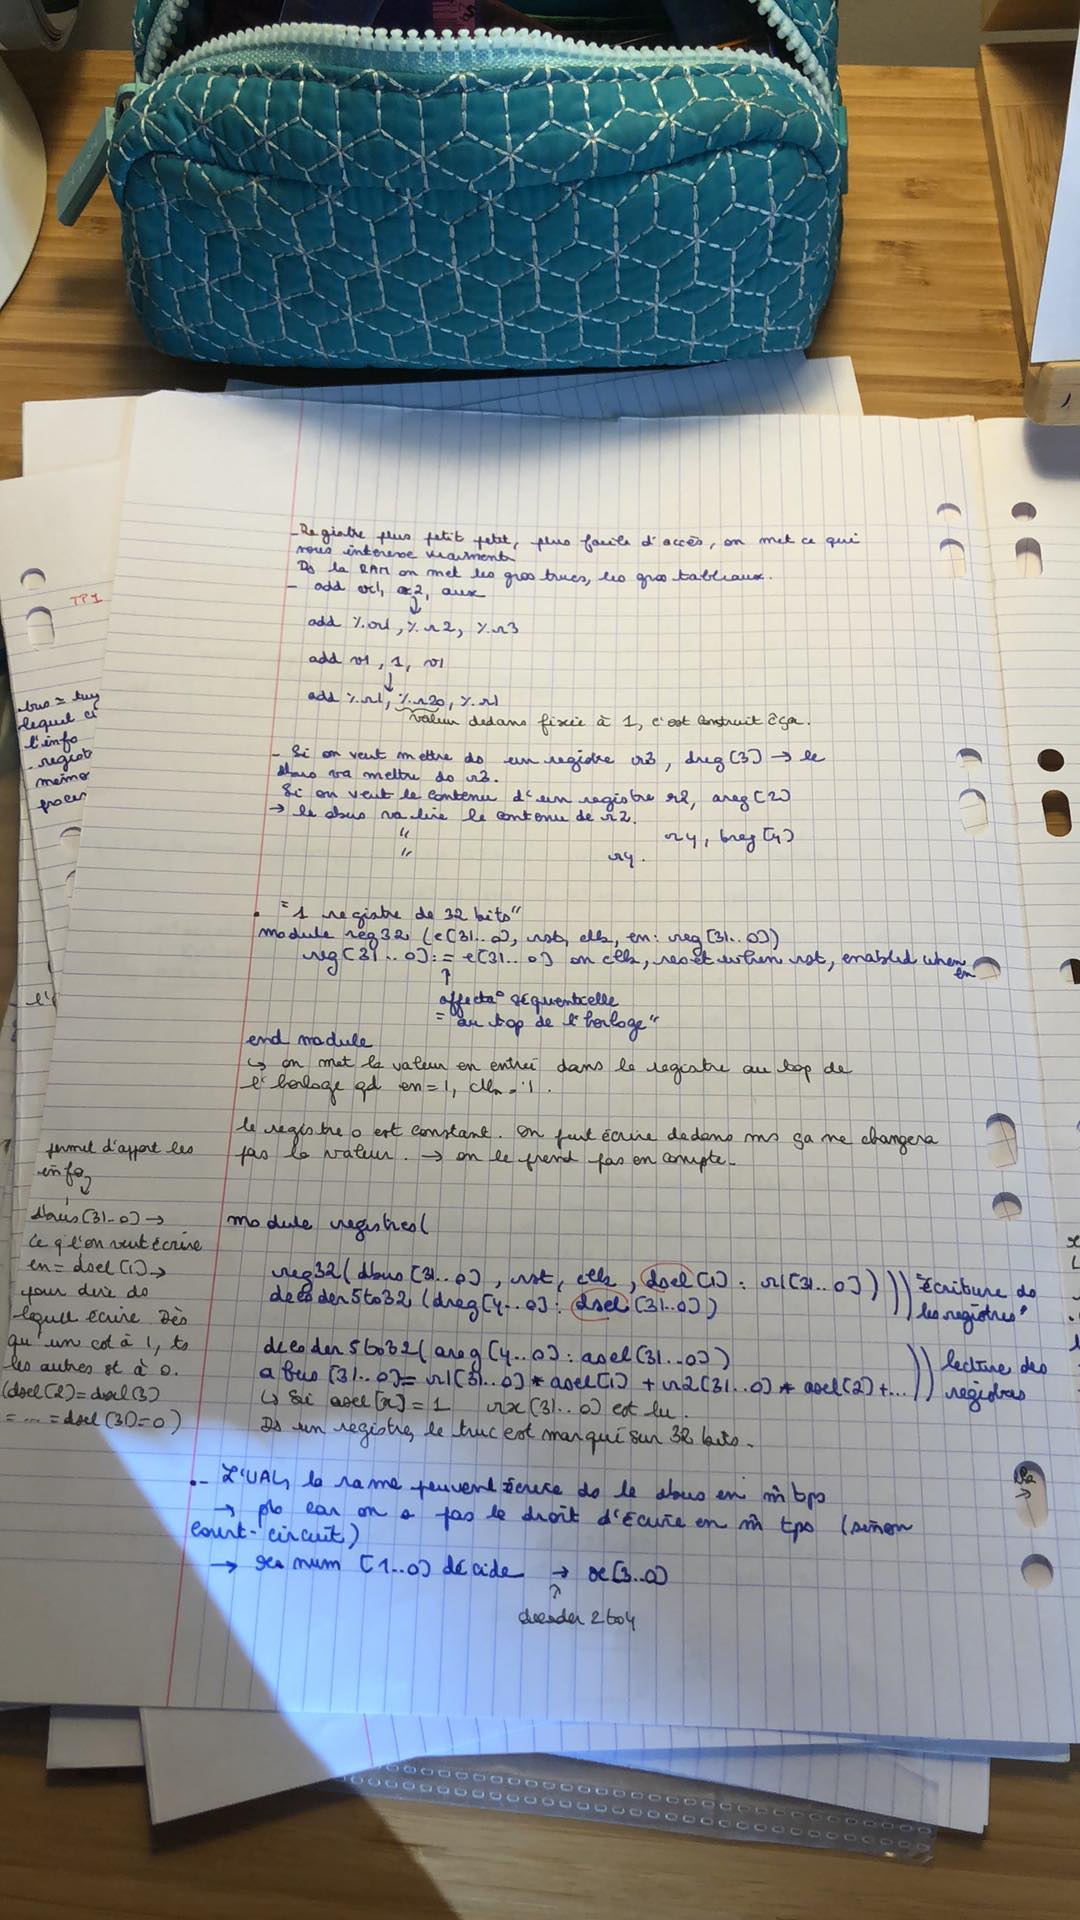 - Registre plus petit petit, plus facile d'accès, on met ce qui
nous interesse vraiment
Ds la RAM on met les gros trucs, les gros tableaux.
- add var1, var2, aux
↓
add %r1, %r2, %r3
add v1, 1, v1
↓
add %r1, %r20, %r1
valeur dedans fixée à 1, c'est construit
- Si on veut mettre ds un registre r3, dreg[3] → le
dbus va mettre ds r3.
Si on veut le contenu d'un registre r2, areg[2]
→ le abus va lire le contenu de r2.
" r4, breg[4]
" r4.
. "1 registre de 32 bits"
module reg32 (e[31..0], rst, clk, en: reg[31..0])
reg[31..0] := e[31..0] on clk, reset when rst, enabled when
en
↑
affectaº séquentielle
= "au top de l'horloge"
end module
↳ on met la valeur en entrée dans le registre au top de
l'horloge qd en=1, clk
le registre 0 est constant. On peut écrire dedans ms ça ne changera
pas la valeur. → on le prend pas en compte.
permet d'apport les
info
↓
dbus[31..0] →
ce q l'on veut écrire
en = dsel[1] →
pour dire ds
lequel écrire Dès
qu'un est à 1, ts
les autres st à 0.
(dsel[2] = dsel[3]
= ... = dsel[31] = 0)
module registres(
reg32(dbus[31..0], rst, clk, dsel[1] : r1[31..0])
decoder5to32(dreg[4..0] : dsel[31..0])
"écriture ds
les registres"
decoder5to32(areg[4..0] : asel[31..0])
abus[31..0] = r1[31..0] * asel[1] + r2[31..0] * asel[2] + ...
lecture des
registres
↳ Si asel[x] = 1 rx[31..0] est lu.
Ds un registre, le truc est marqué sur 32 bits.
.- L'UAL, la rame peuvent écrire ds le dbus en m̂ tps
→ pb car on a pas le droit d'écrire en m̂ tps (sinon
court-circuit)
→ num [1..0] décide → [3..0]
↑
decoder 2to4
TP1
bus = tuy
lequel ci
l'info
- regist
memo
proces
l'